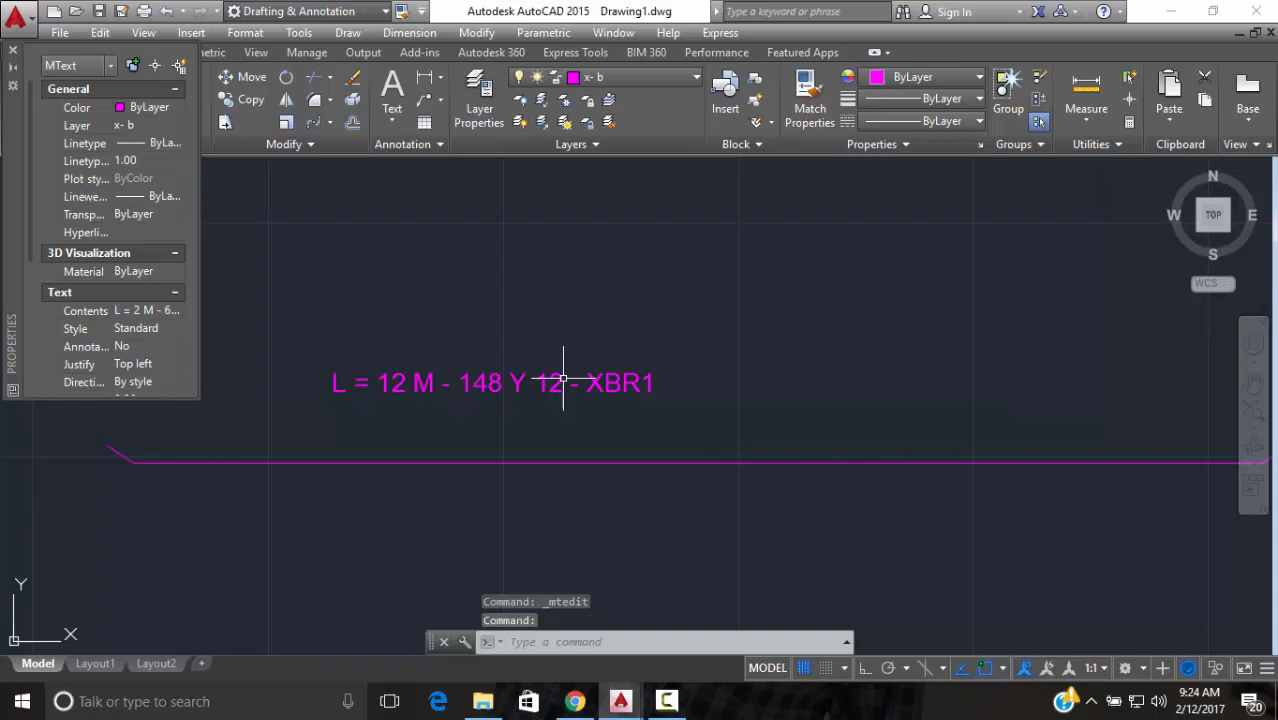 Drafting & Annotation
Autodesk AutoCAD 2015 Drawing1.dwg
Type a keyword or phrase
Sign In
File Edit View Insert Format Tools Draw Dimension Modify Parametric Window Help Express
netric View Manage Output Add-ins Autodesk 360 Express Tools BIM 360 Performance Featured Apps
MText
General
Color ByLayer
Layer x- b
Linetype ByLa...
Linetyp... 1.00
Plot sty... ByColor
Linewe... ByLa...
Transp... ByLayer
Hyperli...
3D Visualization
Material ByLayer
Text
Contents L = 2 M - 6...
Style Standard
Annota... No
Justify Top left
Directi... By style
PROPERTIES
Move
Copy
Modify
Text
Annotation
Layer
Properties
x- b
Layers
Insert
Block
Match
Properties
ByLayer
ByLayer
ByLayer
Properties
Group
Groups
Measure
Utilities
Paste
Clipboard
Base
View
N
W TOP E
S
WCS
L = 12 M - 148 Y 12 - XBR1
Y
X
Command: _mtedit
Command:
Type a command
Model Layout1 Layout2 +
MODEL
1:1
Talk or type here to search
9:24 AM
2/12/2017
20